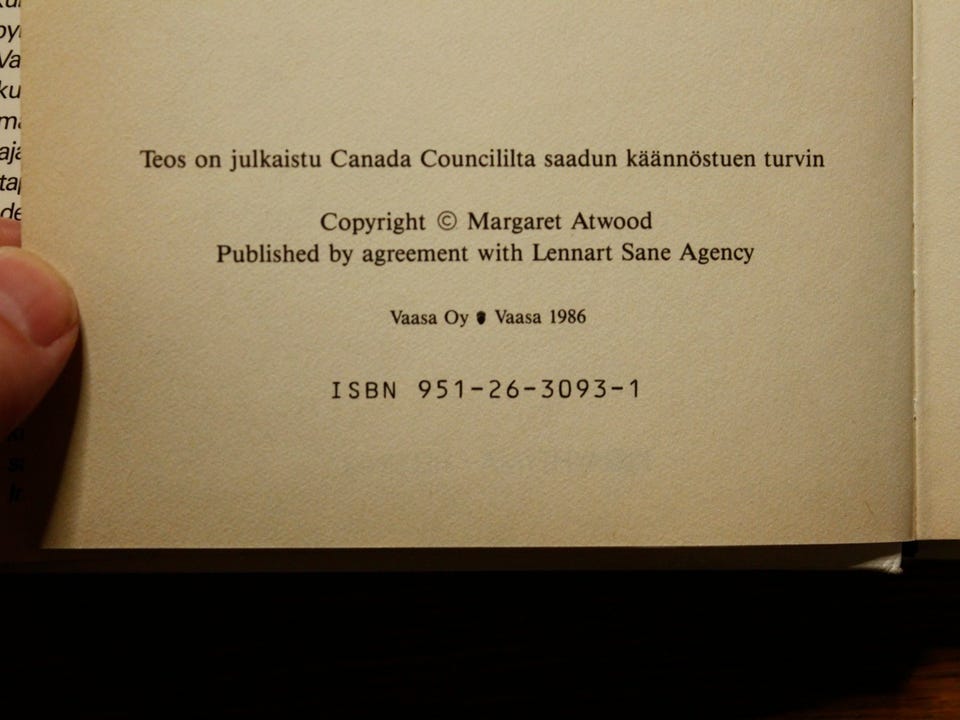 Teos on julkaistu Canada Councililta saadun käännöstuen turvin
Copyright © Margaret Atwood
Published by agreement with Lennart Sane Agency
Vaasa Oy Vaasa 1986
ISBN 951-26-3093-1